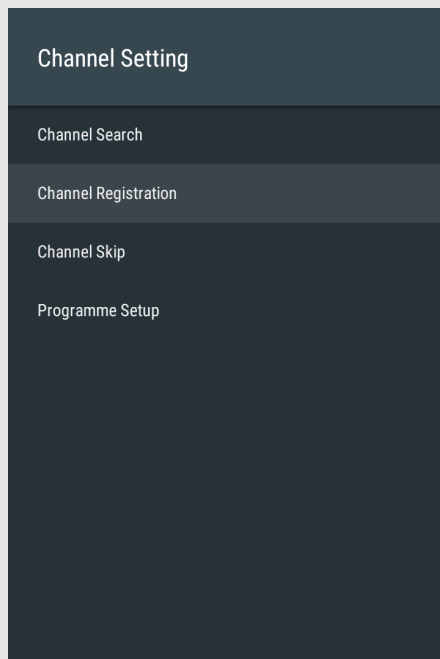 Channel Setting
Channel Search
Channel Registration
Channel Skip
Programme Setup